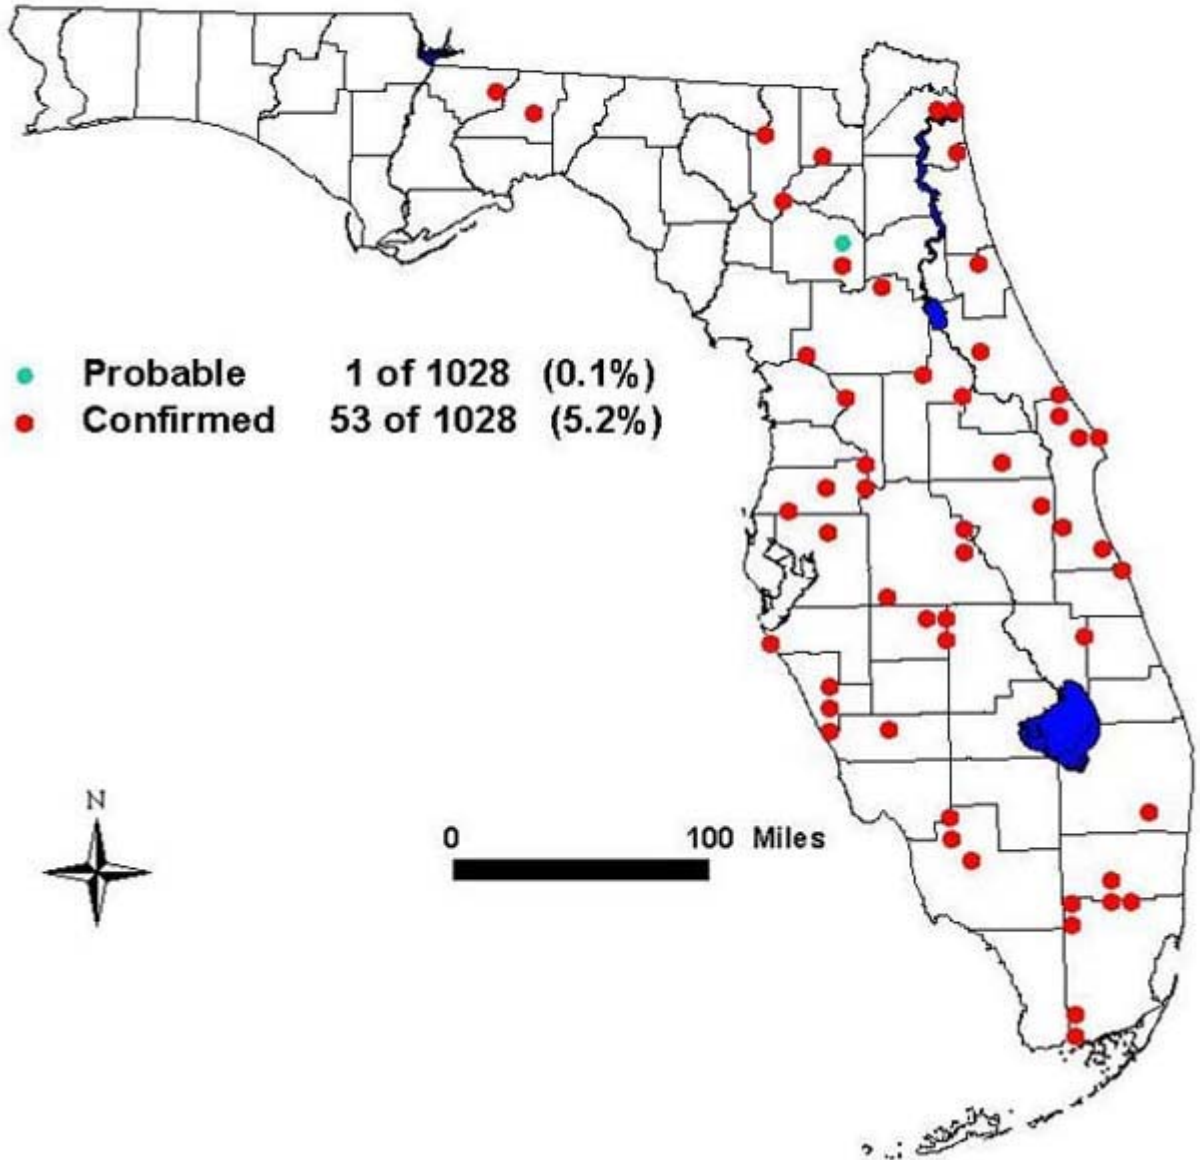 Probable 1 of 1028 (0.1%)
Confirmed 53 of 1028 (5.2%)
N
0 100 Miles